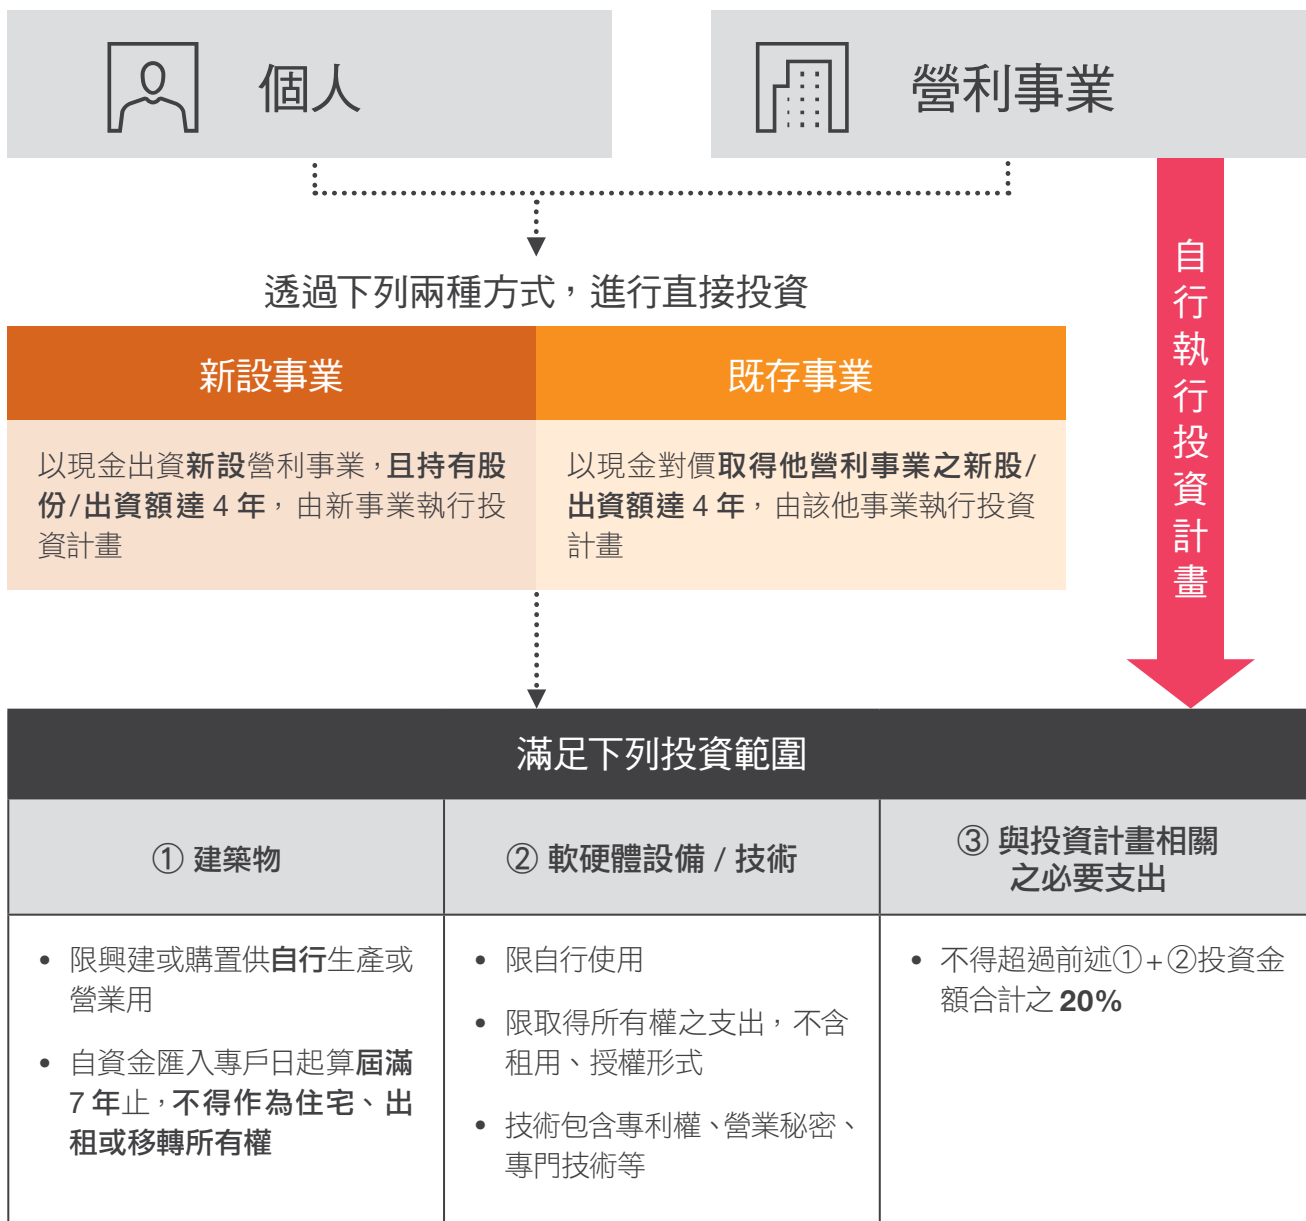 個人
營利事業
自行執行投資計畫
透過下列兩種方式，進行直接投資
新設事業
既存事業
以現金出資新設營利事業，且持有股
份/出資額達 4 年，由新事業執行投
資計畫
以現金對價取得他營利事業之新股/
出資額達 4 年，由該他事業執行投資
計畫
滿足下列投資範圍
① 建築物
② 軟硬體設備 / 技術
③ 與投資計畫相關
之必要支出
• 限興建或購置供自行生產或
營業用
• 自資金匯入專戶日起算屆滿
7 年止，不得作為住宅、出
租或移轉所有權
• 限自行使用
• 限取得所有權之支出，不含
租用、授權形式
• 技術包含專利權、營業秘密、
專門技術等
• 不得超過前述①+②投資金
額合計之 20%